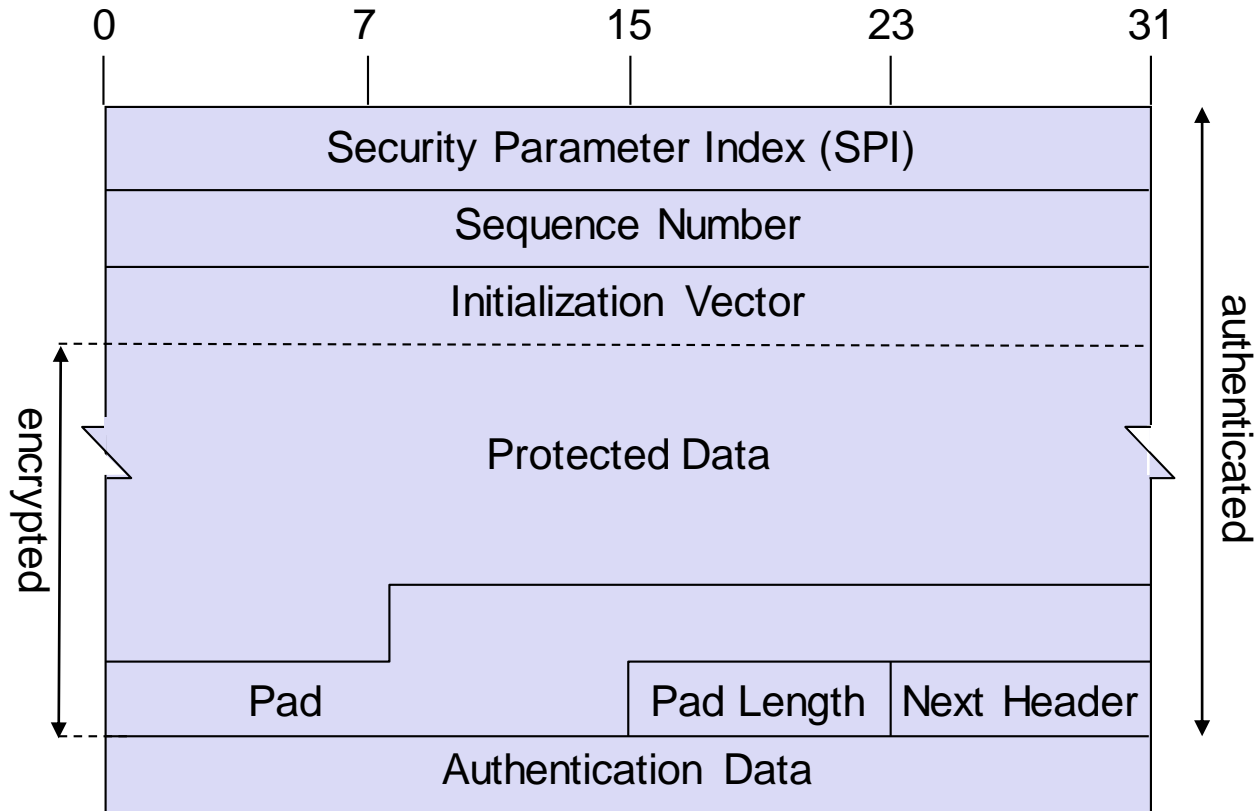 0 7 15 23 31
Security Parameter Index (SPI)
Sequence Number
Initialization Vector
encrypted
Protected Data
authenticated
Pad
Pad Length
Next Header
Authentication Data